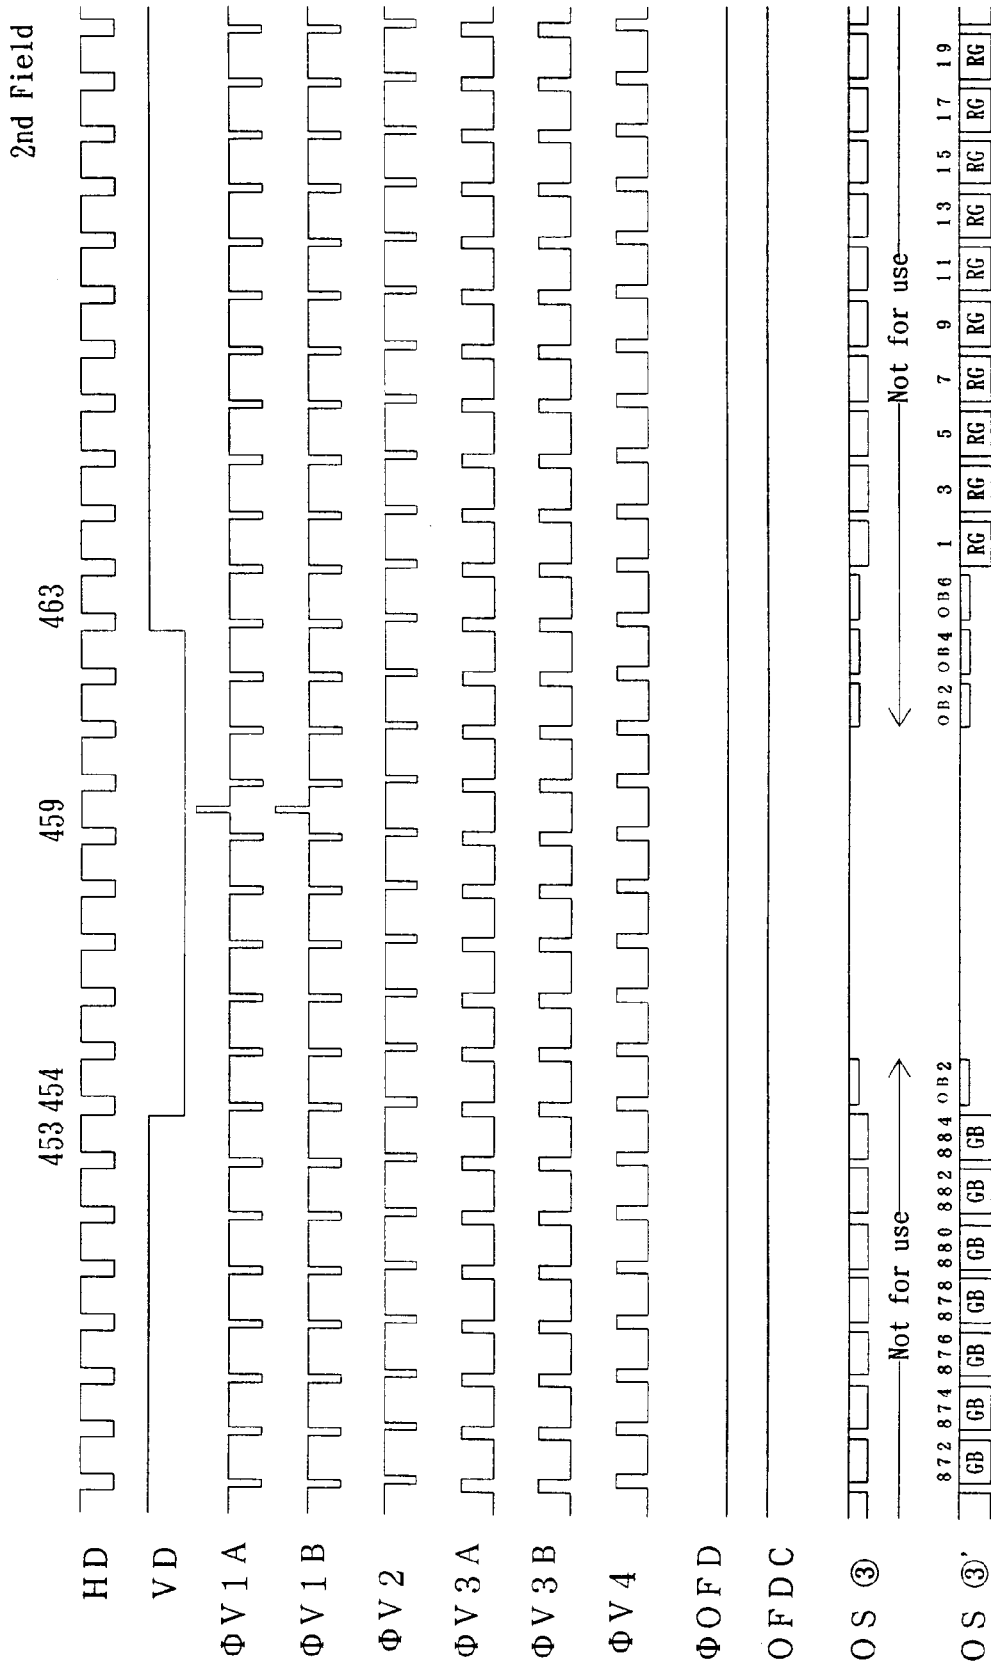 2nd Field
453 454 459 463
HD
VD
ΦV1A
ΦV1B
ΦV2
ΦV3A
ΦV3B
ΦV4
ΦOFD
OFDC
OS ③
Not for use Not for use
872 874 876 878 880 882 884 OB2 OB2 OB4 OB6 1 3 5 7 9 11 13 15 17 19
OS ③' GB GB GB GB GB GB GB RG RG RG RG RG RG RG RG RG RG